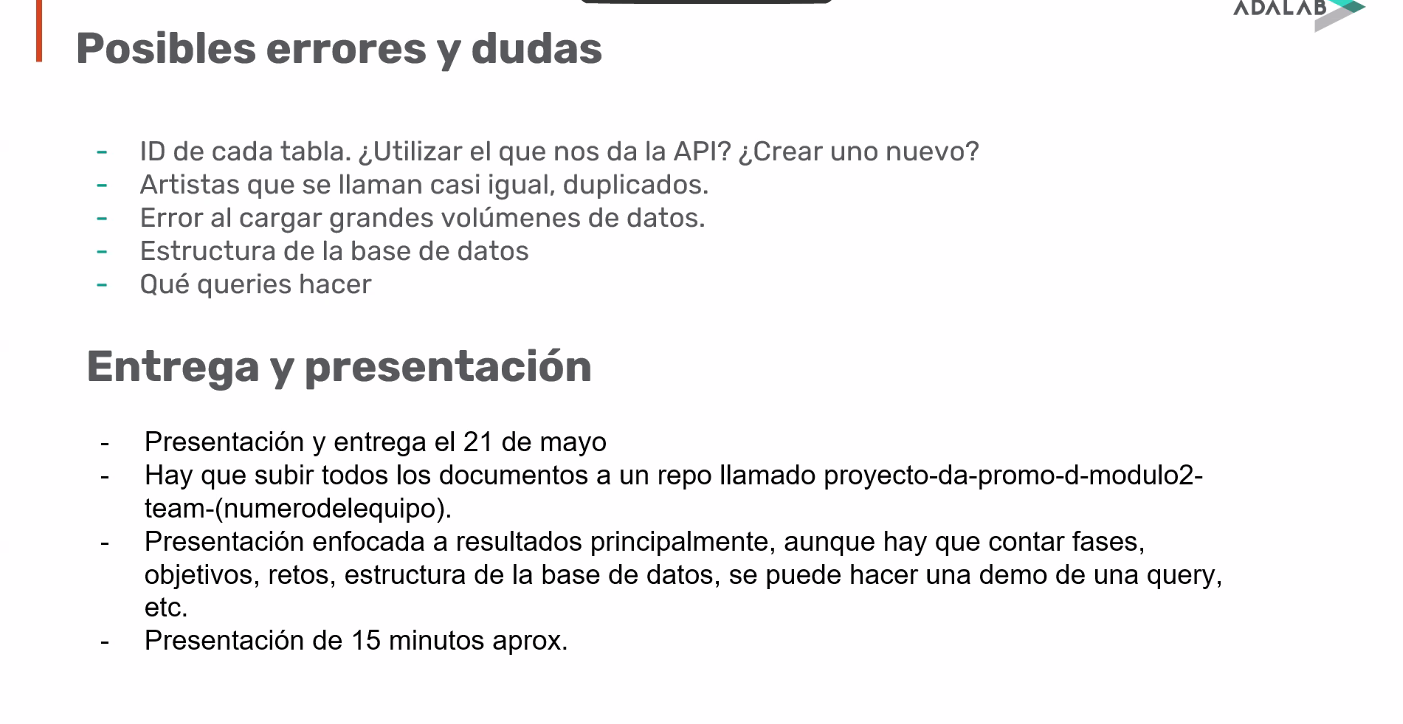 ADALAB
Posibles errores y dudas
- ID de cada tabla. ¿Utilizar el que nos da la API? ¿Crear uno nuevo?
- Artistas que se llaman casi igual, duplicados.
- Error al cargar grandes volúmenes de datos.
- Estructura de la base de datos
- Qué queries hacer
Entrega y presentación
- Presentación y entrega el 21 de mayo
- Hay que subir todos los documentos a un repo llamado proyecto-da-promo-d-modulo2-
team-(numerodelequipo).
- Presentación enfocada a resultados principalmente, aunque hay que contar fases,
objetivos, retos, estructura de la base de datos, se puede hacer una demo de una query,
etc.
- Presentación de 15 minutos aprox.